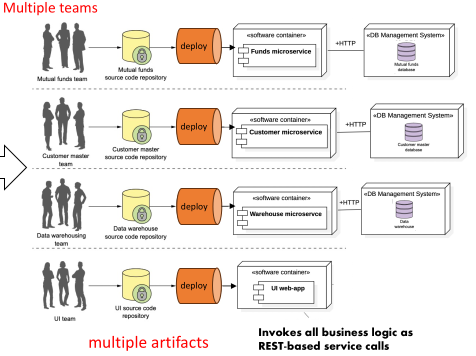 Multiple teams
Mutual funds team
Mutual funds
source code repository
deploy
«software container»
Funds microservice
+HTTP
«DB Management System»
Mutual fund
database
Customer master
team
Customer master
source code repository
deploy
«software container»
Customer microservice
+HTTP
«DB Management System»
Customer master
database
Data warehousing
team
Data warehouse
source code repository
deploy
«software container»
Warehouse microservce
+HTTP
«DB Management System»
Data
warehouse
UI team
UI source code
repository
deploy
«software container»
UI web-app
multiple artifacts
Invokes all business logic as
REST-based service calls